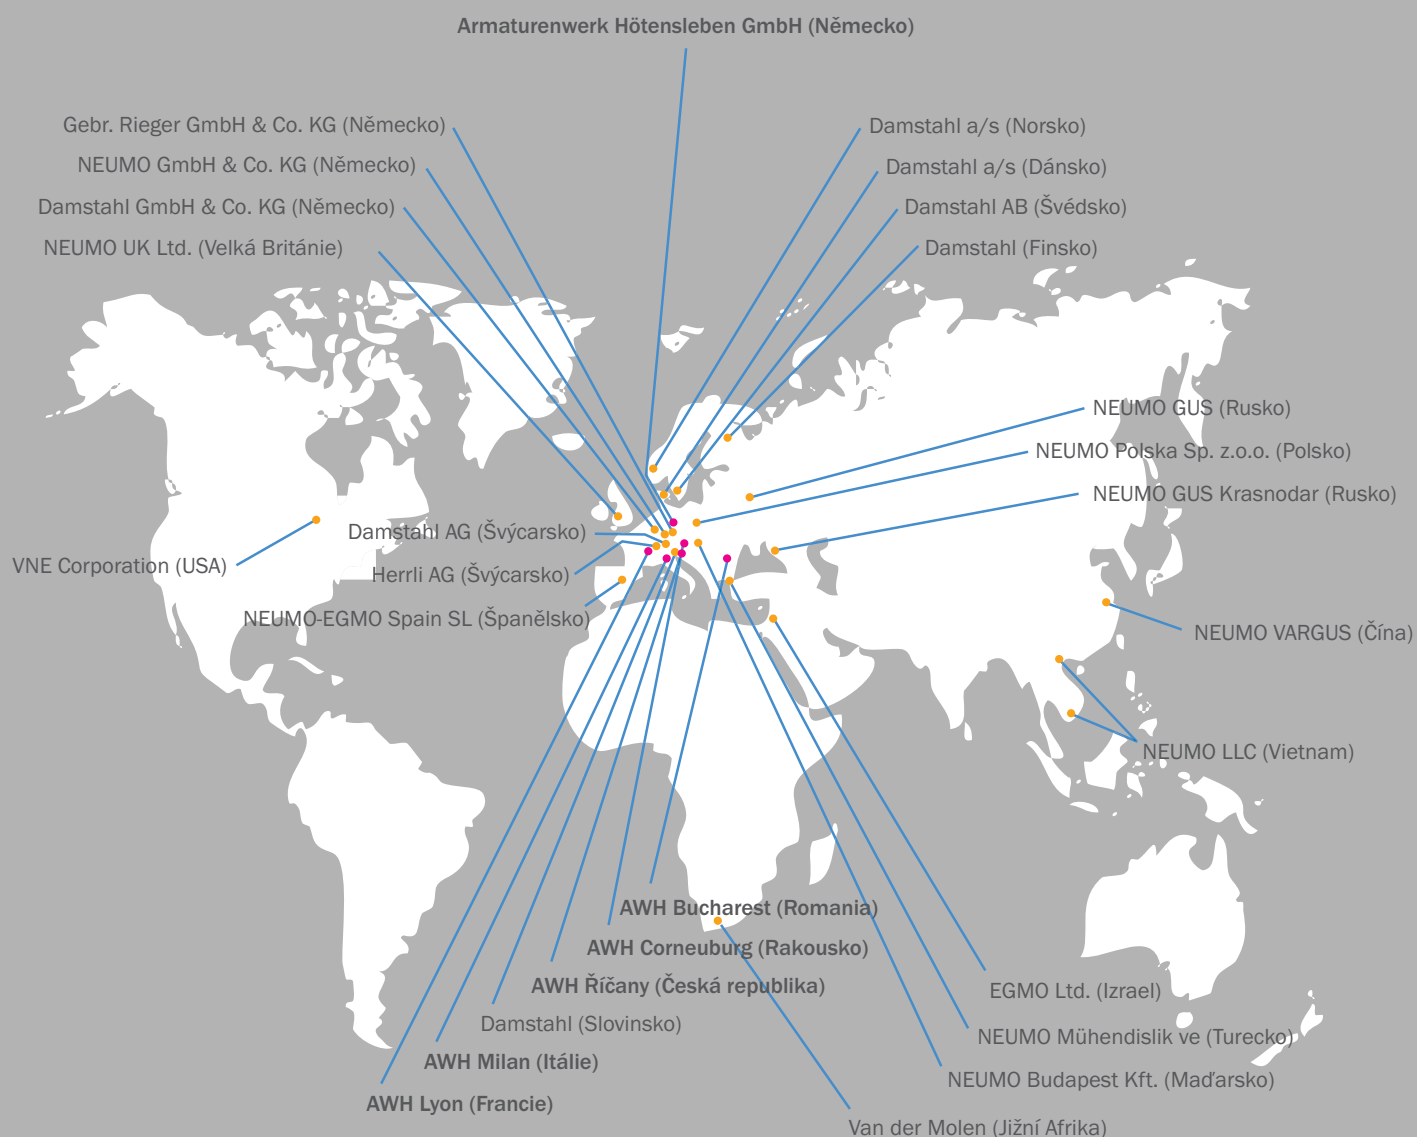 Armaturenwerk Hötensleben GmbH (Německo)
Gebr. Rieger GmbH & Co. KG (Německo)
NEUMO GmbH & Co. KG (Německo)
Damstahl GmbH & Co. KG (Německo)
NEUMO UK Ltd. (Velká Británie)
Damstahl a/s (Norsko)
Damstahl a/s (Dánsko)
Damstahl AB (Švédsko)
Damstahl (Finsko)
NEUMO GUS (Rusko)
NEUMO Polska Sp. z.o.o. (Polsko)
NEUMO GUS Krasnodar (Rusko)
Damstahl AG (Švýcarsko)
VNE Corporation (USA)
Herrli AG (Švýcarsko)
NEUMO-EGMO Spain SL (Španělsko)
NEUMO VARGUS (Čína)
NEUMO LLC (Vietnam)
AWH Bucharest (Romania)
AWH Corneuburg (Rakousko)
AWH Říčany (Česká republika)
Damstahl (Slovinsko)
AWH Milan (Itálie)
AWH Lyon (Francie)
EGMO Ltd. (Izrael)
NEUMO Mühendislik ve (Turecko)
NEUMO Budapest Kft. (Maďarsko)
Van der Molen (Jižní Afrika)